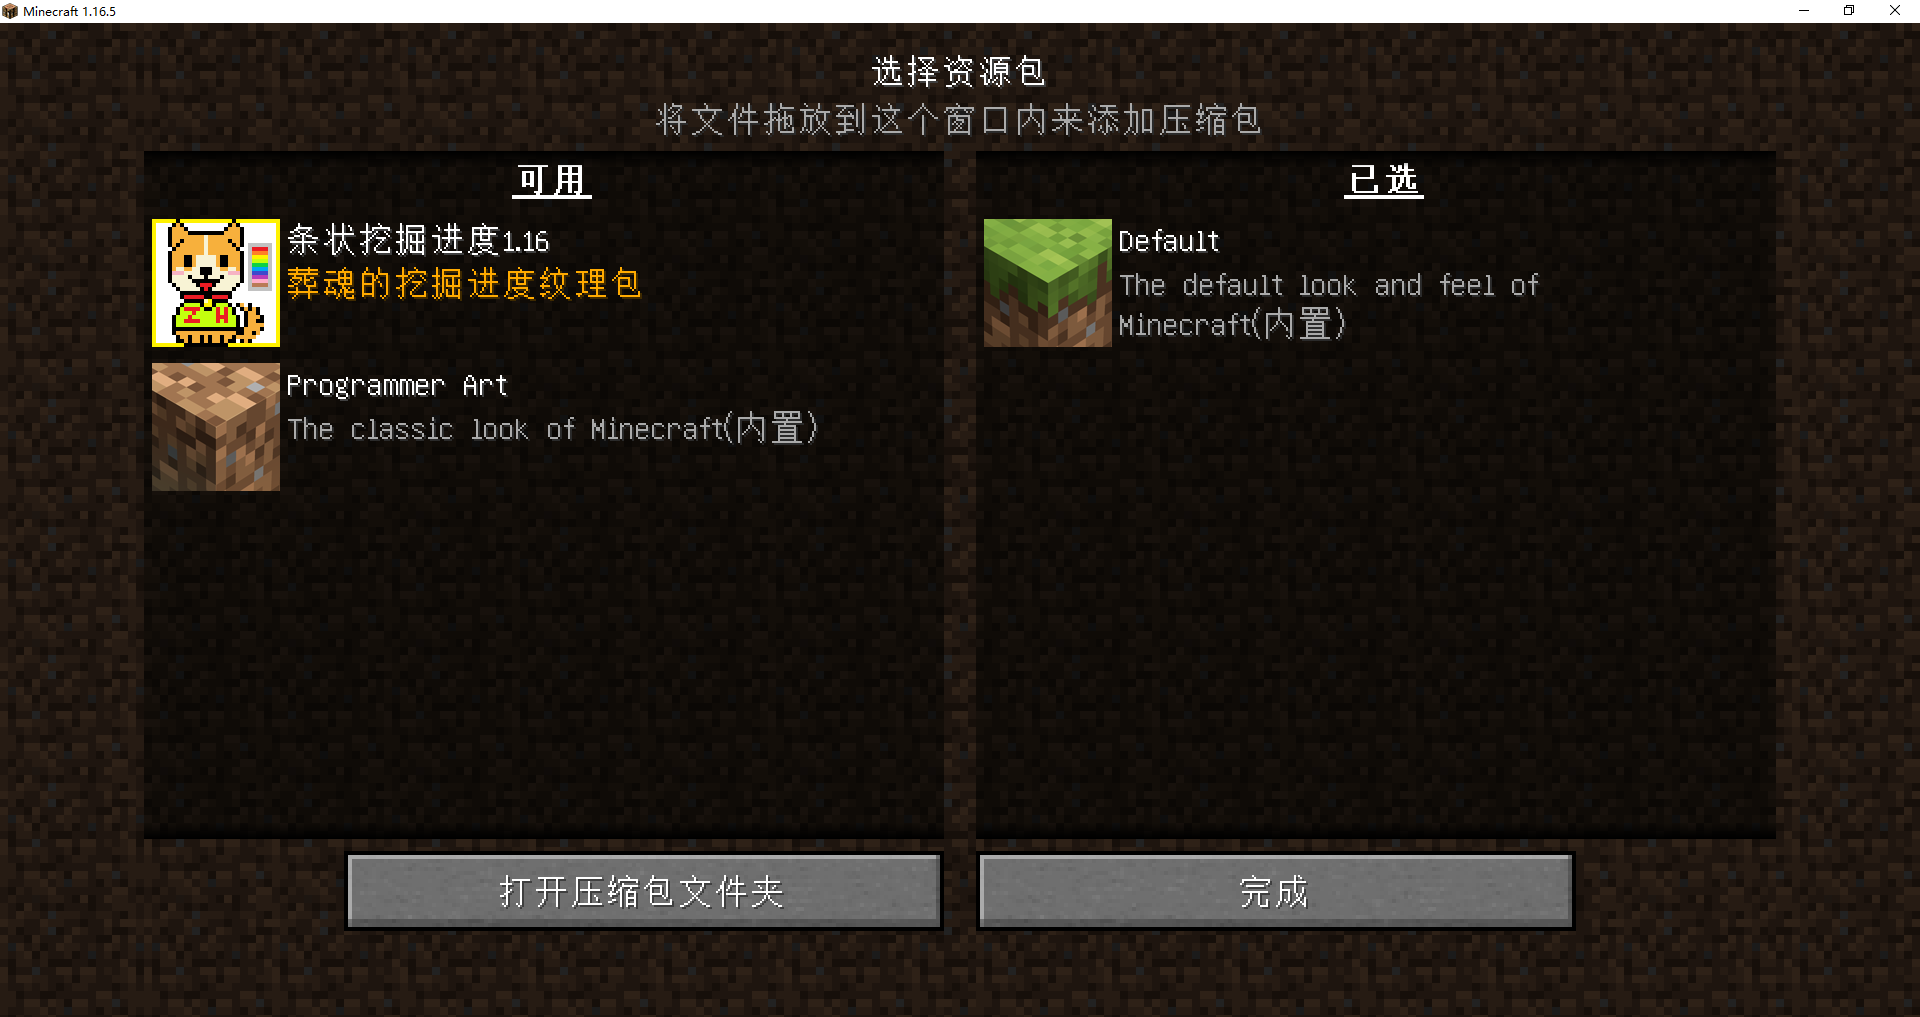 Minecraft 1.16.5
选择资源包
将文件拖放到这个窗口内来添加压缩包
可用
条状挖掘进度1.16
葬魂的挖掘进度纹理包
ZH
Programmer Art
The classic look of Minecraft(内置)
已选
Default
The default look and feel of
Minecraft(内置)
打开压缩包文件夹
完成